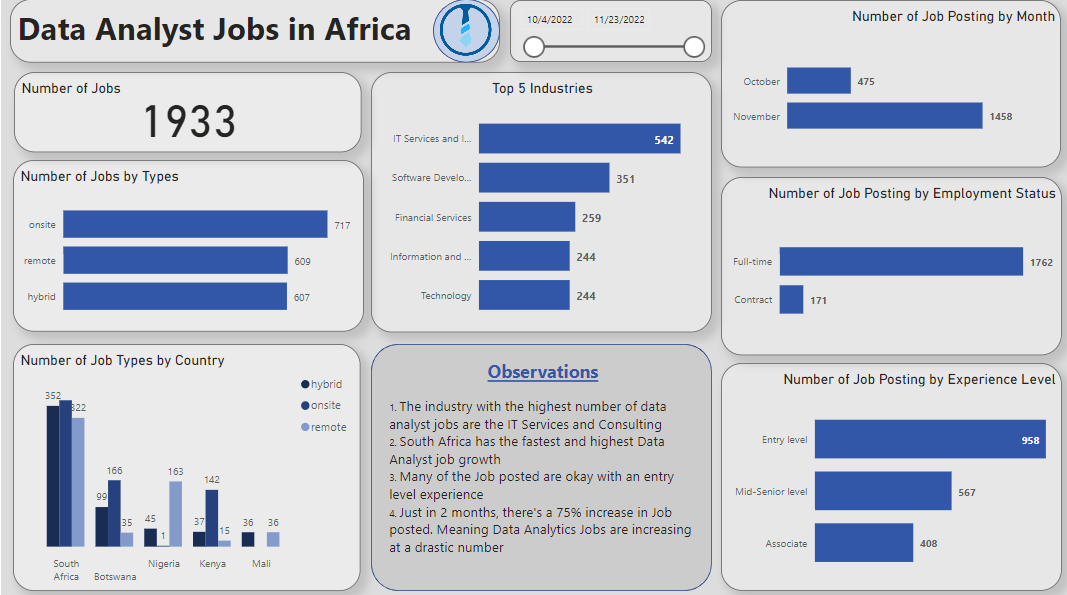 Data Analyst Jobs in Africa
10/4/2022 11/23/2022
Number of Jobs
1933
Number of Jobs by Types
onsite 717
remote 609
hybrid 607
Top 5 Industries
IT Services and I... 542
Software Develo... 351
Financial Services 259
Information and ... 244
Technology 244
Number of Job Posting by Month
October 475
November 1458
Number of Job Posting by Employment Status
Full-time 1762
Contract 171
Number of Job Types by Country
hybrid
onsite
remote
352 322
99 166 35
45 1 163
37 142 15
36 36
South
Africa
Botswana
Nigeria
Kenya
Mali
Observations
1. The industry with the highest number of data
analyst jobs are the IT Services and Consulting
2. South Africa has the fastest and highest Data
Analyst job growth
3. Many of the Job posted are okay with an entry
level experience
4. Just in 2 months, there's a 75% increase in Job
posted. Meaning Data Analytics Jobs are increasing
at a drastic number
Number of Job Posting by Experience Level
Entry level 958
Mid-Senior level 567
Associate 408